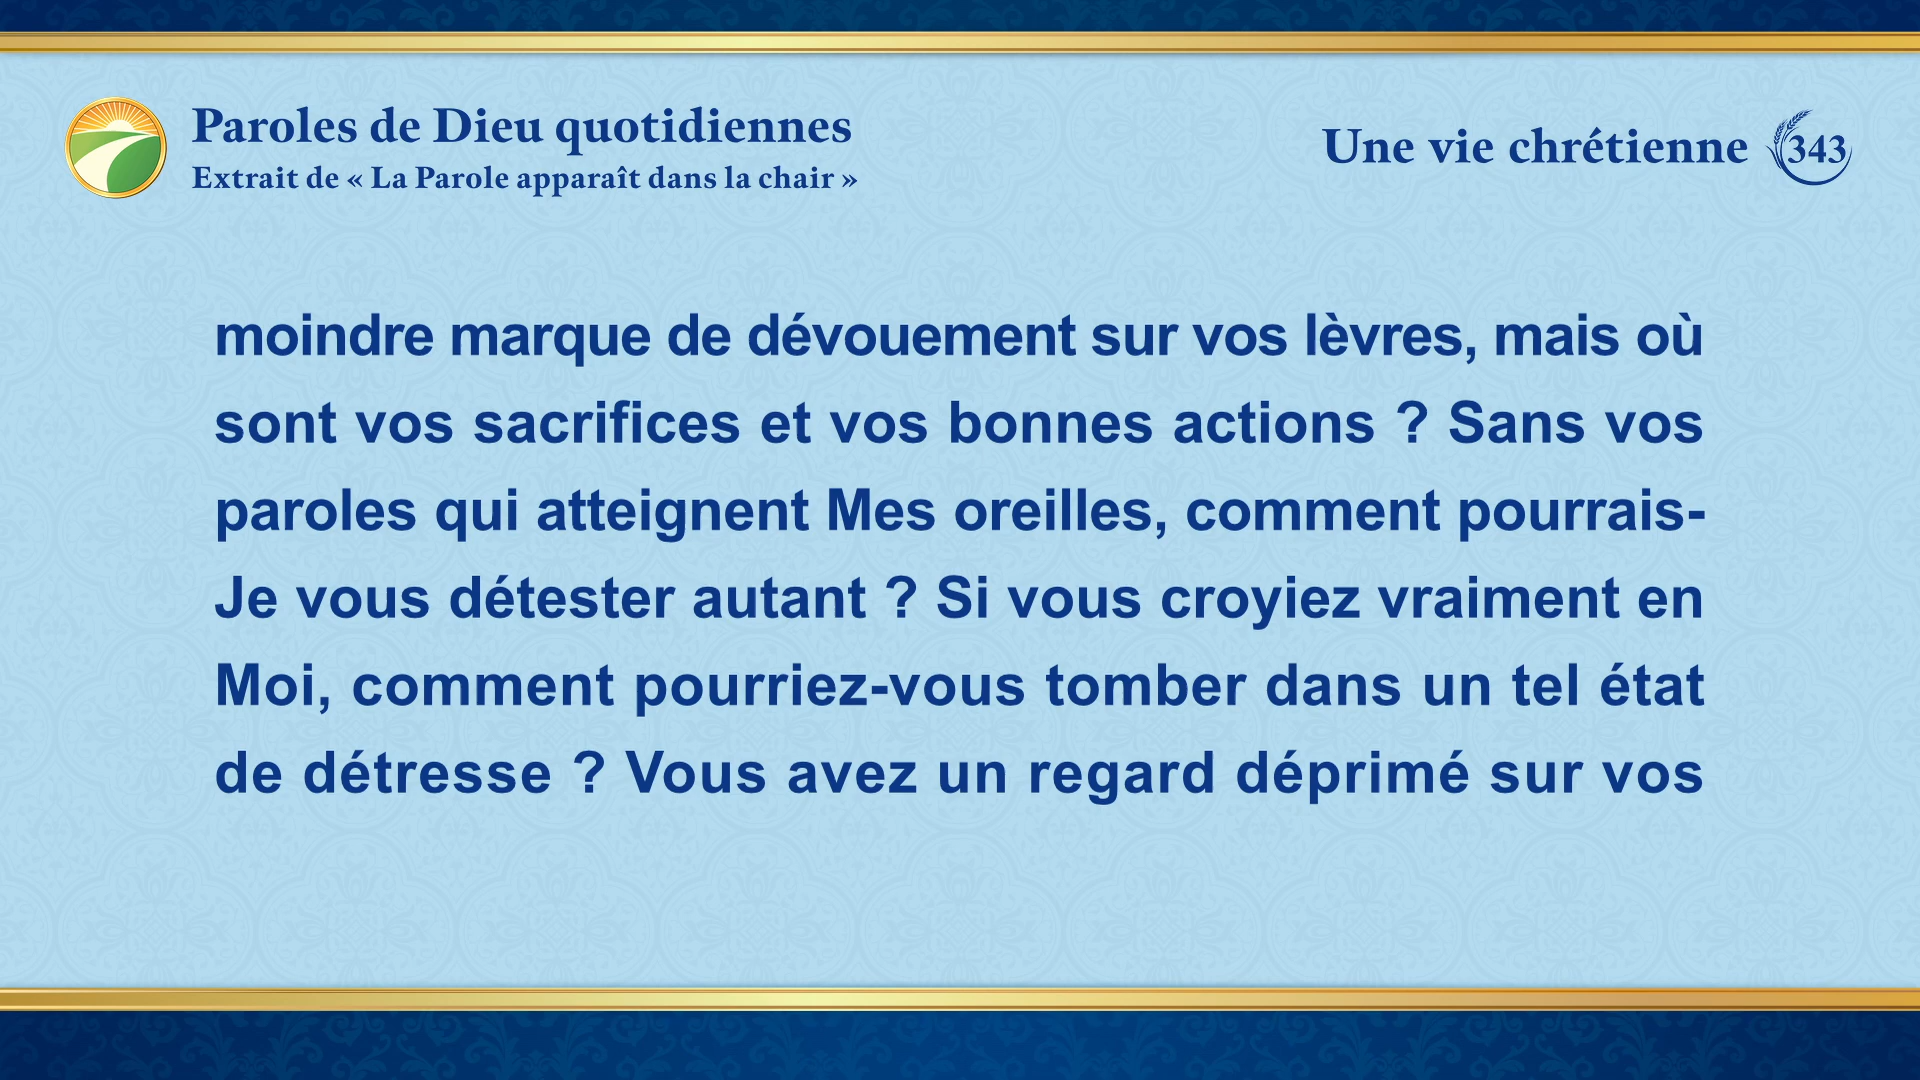 Paroles de Dieu quotidiennes
Extrait de « La Parole apparaît dans la chair »
Une vie chrétienne 343
moindre marque de dévouement sur vos lèvres, mais où
sont vos sacrifices et vos bonnes actions ? Sans vos
paroles qui atteignent Mes oreilles, comment pourrais-
Je vous détester autant ? Si vous croyiez vraiment en
Moi, comment pourriez-vous tomber dans un tel état
de détresse ? Vous avez un regard déprimé sur vos